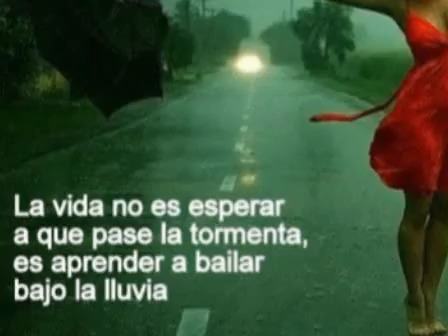 La vida no es esperar
a que pase la tormenta,
es aprender a bailar
bajo la lluvia